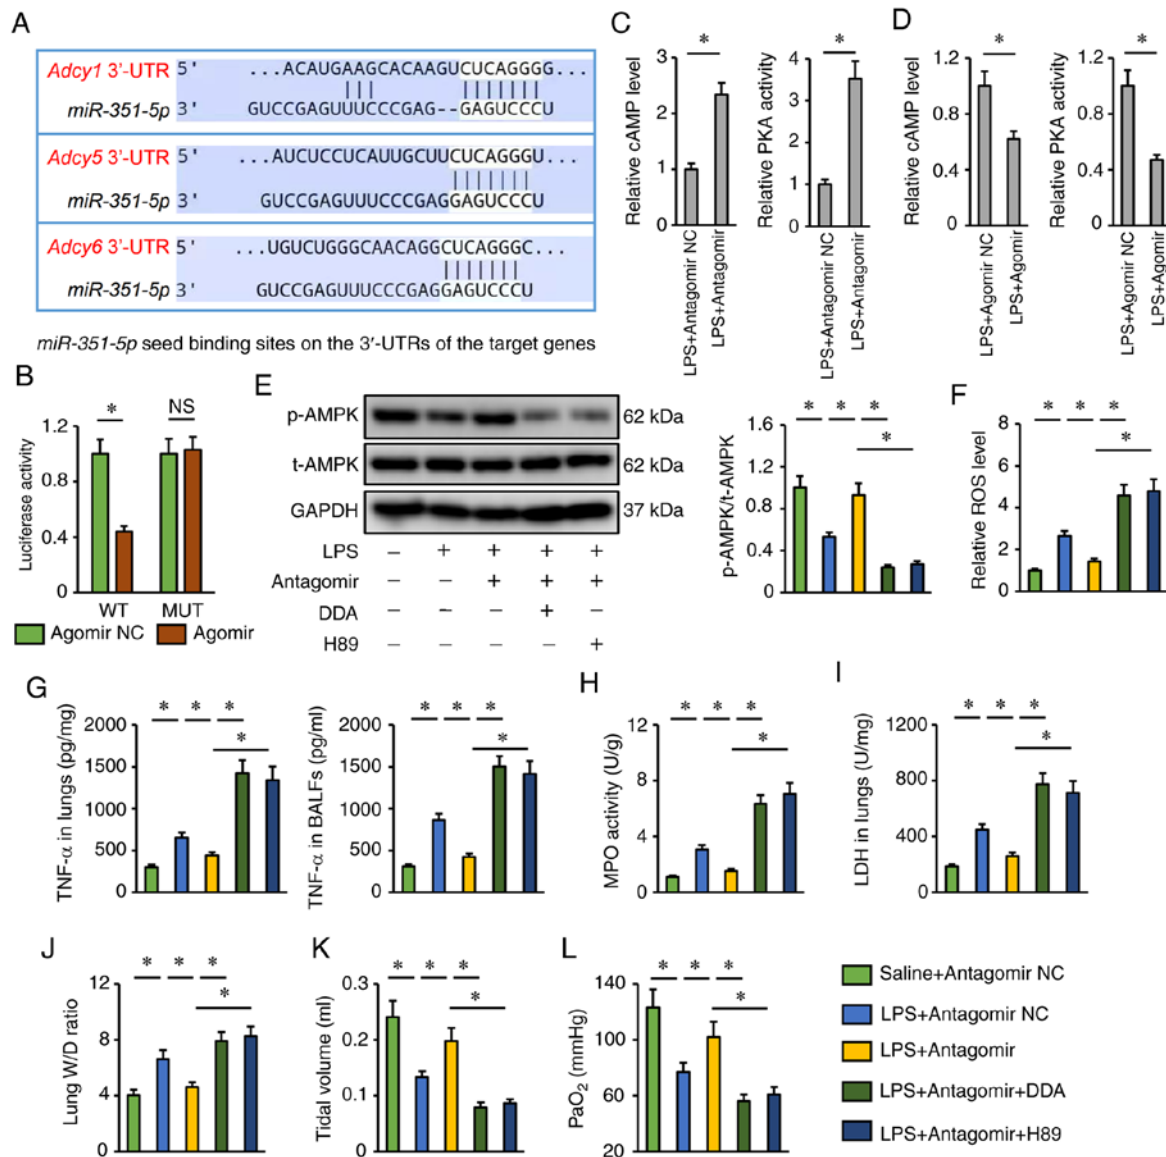 A
Adcy1 3'-UTR 5' ...ACAUGAAGCACAAGUCUCAGGGG...
miR-351-5p 3' GUCCGAGUUUCCCGAG--GAGUCCCU
Adcy5 3'-UTR 5' ...AUCUCCUCAUUGCUUCUCAGGGU...
miR-351-5p 3' GUCCGAGUUUCCCGAGGAGUCCCU
Adcy6 3'-UTR 5' ...UGUCUGGGCAACAGGCUCAGGGC...
miR-351-5p 3' GUCCGAGUUUCCCGAGGAGUCCCU
miR-351-5p seed binding sites on the 3'-UTRs of the target genes
B
Luciferase activity
1.2
0.8
0.4
0
* NS
WT MUT
Agomir NC Agomir
C
Relative cAMP level
3
2
1
0
*
LPS+Antagomir NC
LPS+Antagomir
Relative PKA activity
4
3
2
1
0
*
LPS+Antagomir NC
LPS+Antagomir
D
Relative cAMP level
1.2
0.8
0.4
0
*
LPS+Agomir NC
LPS+Agomir
Relative PKA activity
1.2
0.8
0.4
0
*
LPS+Agomir NC
LPS+Agomir
E
p-AMPK 62 kDa
t-AMPK 62 kDa
GAPDH 37 kDa
LPS – + + + +
Antagomir – – + + +
DDA – – – + –
H89 – – – – +
p-AMPK/t-AMPK
1.6
1.2
0.8
0.4
0
* * *
*
F
Relative ROS level
8
6
4
2
0
* * *
*
G
TNF-α in lungs (pg/mg)
2000
1500
1000
500
0
* * *
*
TNF-α in BALFs (pg/ml)
2000
1500
1000
500
0
* * *
*
H
MPO activity (U/g)
12
8
4
0
* * *
*
I
LDH in lungs (U/mg)
1200
800
400
0
* * *
*
J
Lung W/D ratio
12
8
4
0
* * *
*
K
Tidal volume (ml)
0.3
0.2
0.1
0
* * *
*
L
PaO2 (mmHg)
140
100
60
20
* * *
*
Saline+Antagomir NC
LPS+Antagomir NC
LPS+Antagomir
LPS+Antagomir+DDA
LPS+Antagomir+H89